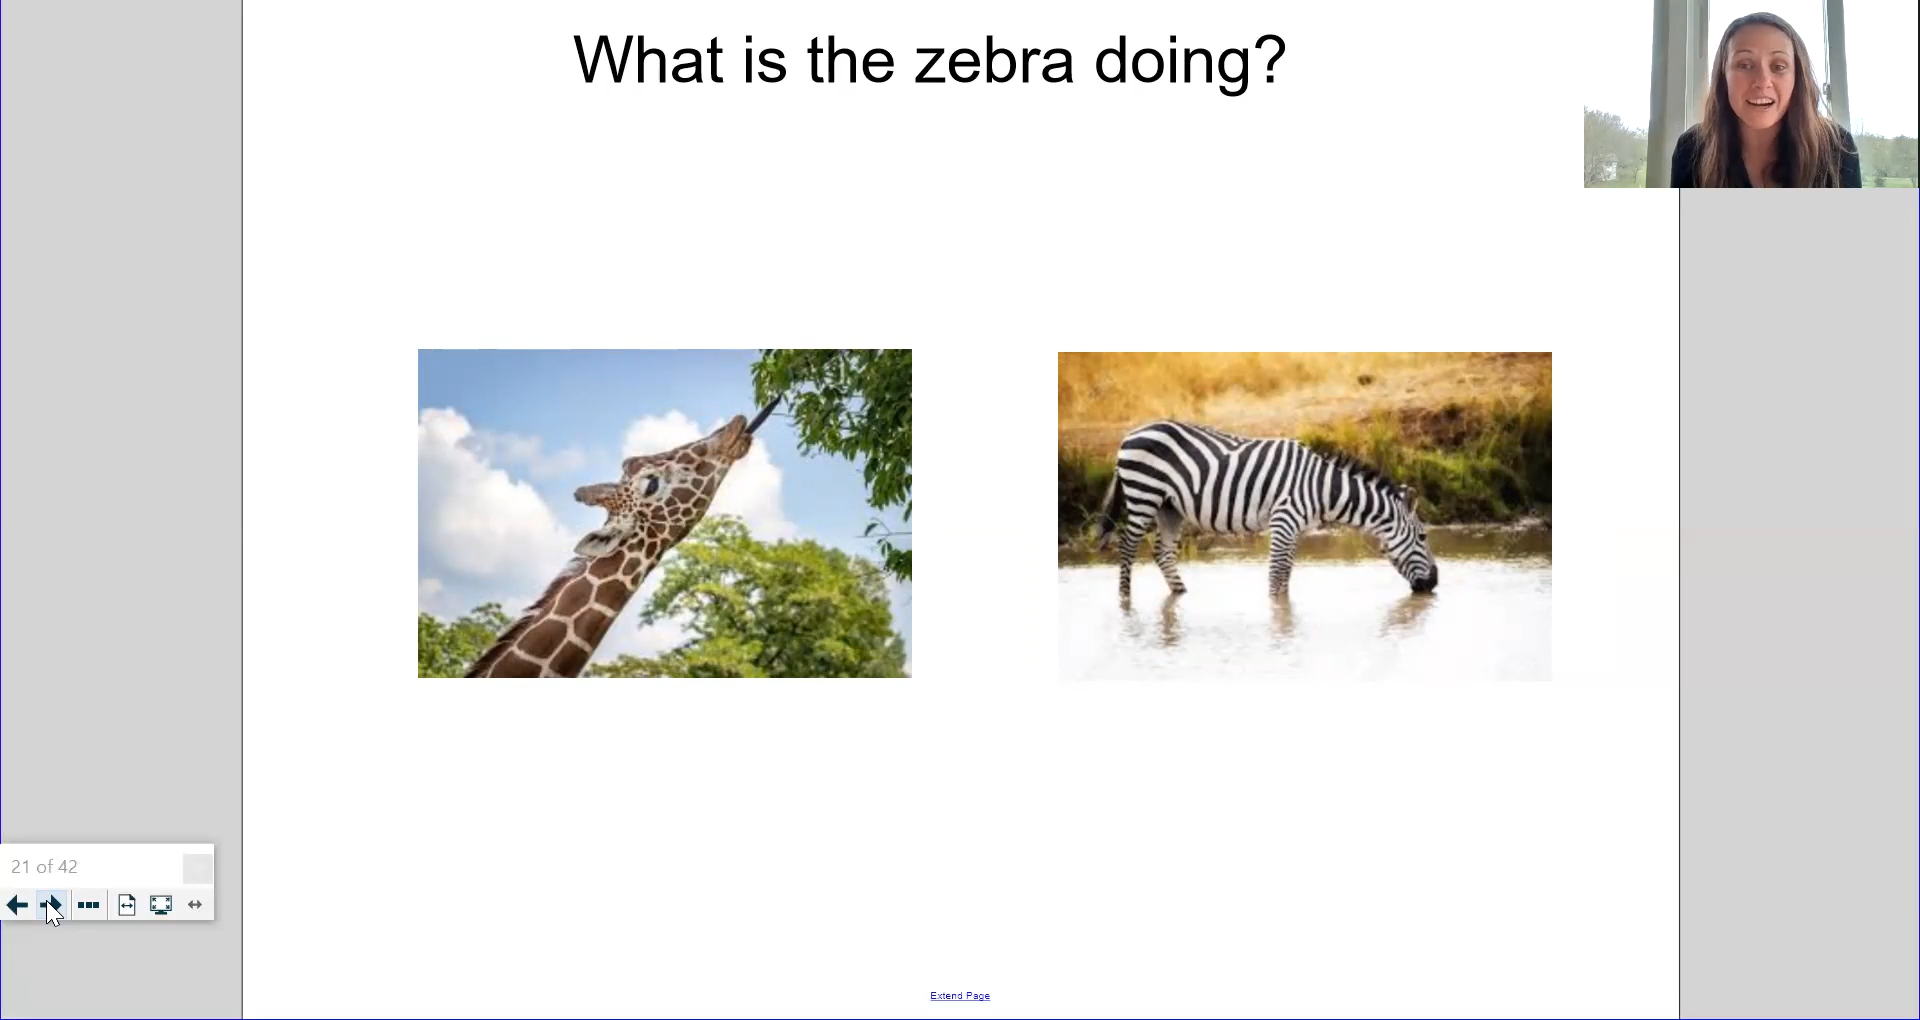 What is the zebra doing?
21 of 42
Extend Page